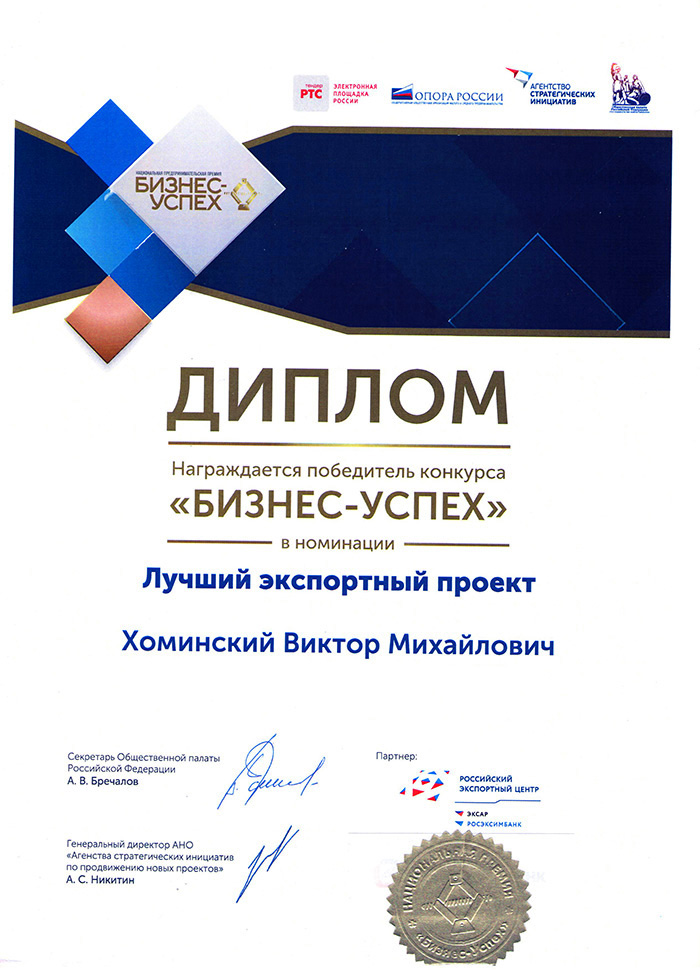 тендер
РТС
ЭЛЕКТРОННАЯ
ПЛОЩАДКА
РОССИИ
ОПОРА РОССИИ
АГЕНТСТВО
СТРАТЕГИЧЕСКИХ
ИНИЦИАТИВ
НАЦИОНАЛЬНАЯ ПРЕДПРИНИМАТЕЛЬСКАЯ ПРЕМИЯ
БИЗНЕС-
УСПЕХ
ДИПЛОМ
Награждается победитель конкурса
«БИЗНЕС-УСПЕХ»
в номинации
Лучший экспортный проект
Хоминский Виктор Михайлович
Секретарь Общественной палаты
Российской Федерации
А. В. Бречалов
Партнер:
РОССИЙСКИЙ
ЭКСПОРТНЫЙ ЦЕНТР
ЭКСАР
РОСЭКСИМБАНК
Генеральный директор АНО
«Агенства стратегических инициатив
по продвижению новых проектов»
А. С. Никитин
НАЦИОНАЛЬНАЯ ПРЕМИЯ
«БИЗНЕС-УСПЕХ»